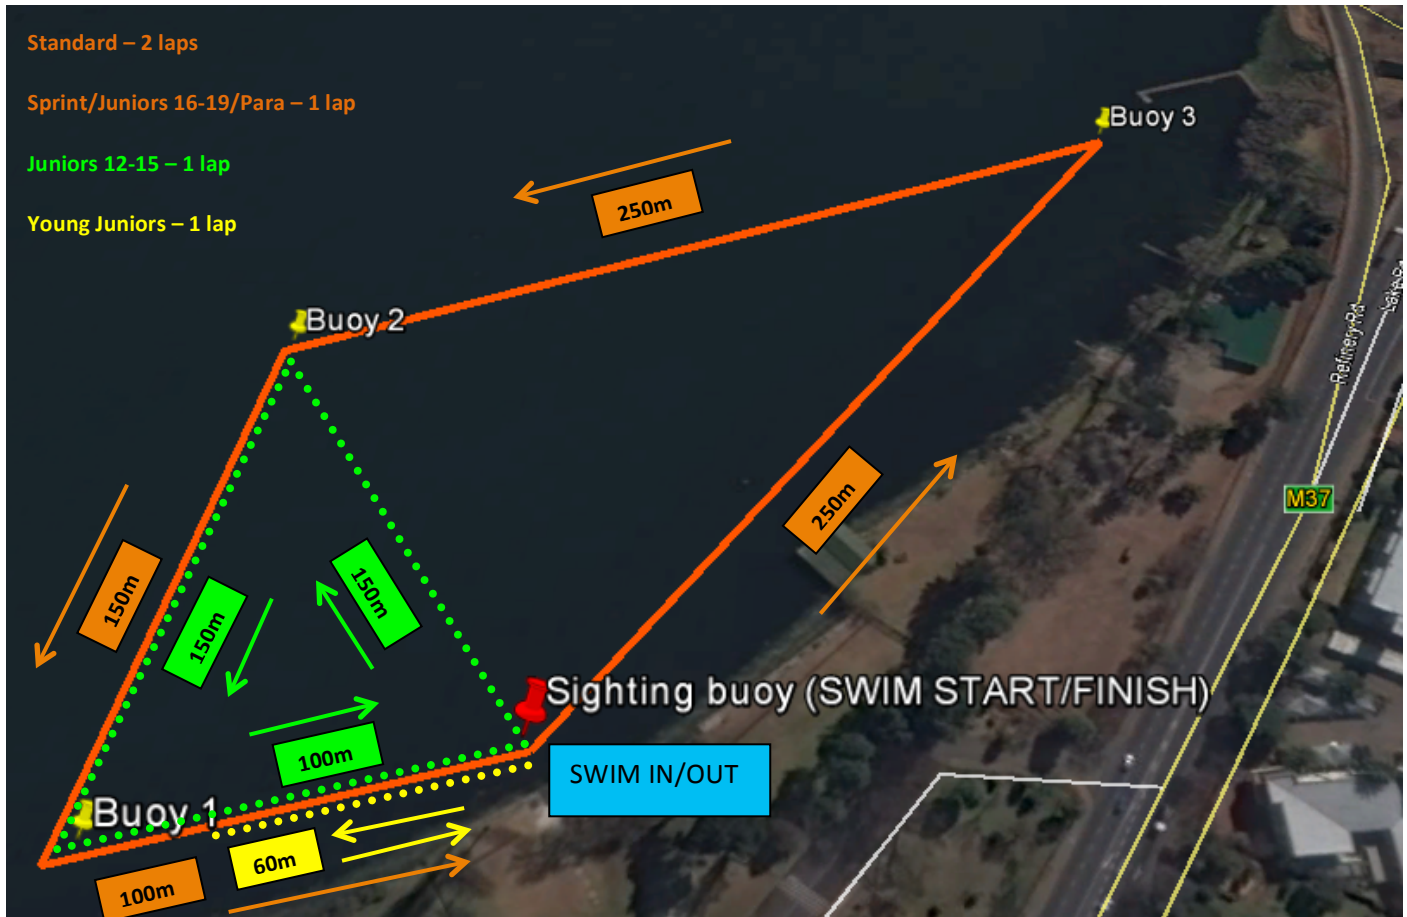 Standard – 2 laps
Sprint/Juniors 16-19/Para – 1 lap
Juniors 12-15 – 1 lap
Young Juniors – 1 lap
Buoy 3
250m
Buoy 2
Refinery Rd
250m
M37
150m
150m
150m
Sighting buoy (SWIM START/FINISH)
100m
SWIM IN/OUT
Buoy 1
60m
100m